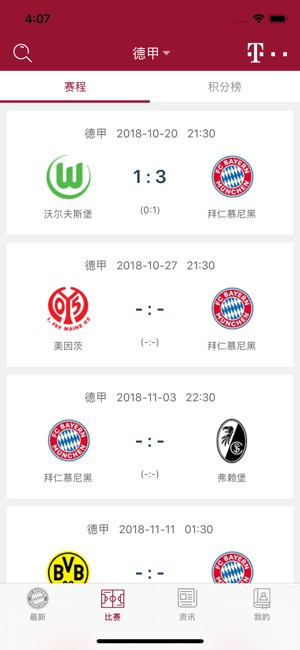 4:07
德甲
T
赛程 积分榜
德甲 2018-10-20 21:30
W
1 : 3
FC BAYERN MÜNCHEN
沃尔夫斯堡 (0:1) 拜仁慕尼黑
德甲 2018-10-27 21:30
1. FSV MAINZ 05
- : -
FC BAYERN MÜNCHEN
美因茨 (-:-) 拜仁慕尼黑
德甲 2018-11-03 22:30
FC BAYERN MÜNCHEN
- : -
拜仁慕尼黑 (-:-) 弗赖堡
德甲 2018-11-11 01:30
BVB
09
- : -
FC BAYERN
最新 比赛 资讯 我的